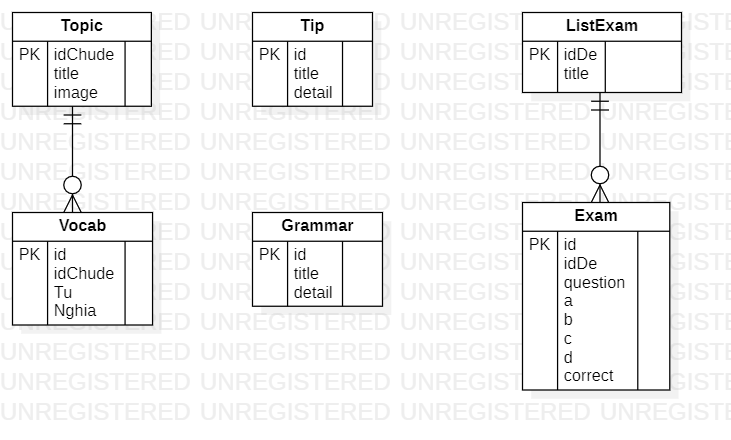 Topic
PK idChude
title
image
Tip
PK id
title
detail
ListExam
PK idDe
title
Vocab
PK id
idChude
Tu
Nghia
Grammar
PK id
title
detail
Exam
PK id
idDe
question
a
b
c
d
correct
UNREGISTERED